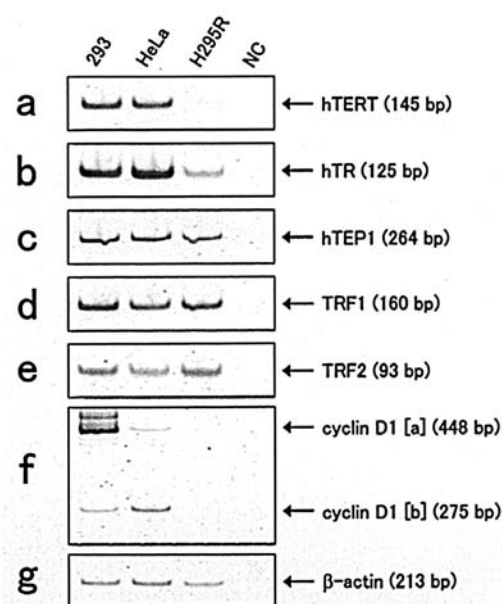 293 HeLa H295R NC
a ← hTERT (145 bp)
b ← hTR (125 bp)
c ← hTEP1 (264 bp)
d ← TRF1 (160 bp)
e ← TRF2 (93 bp)
f ← cyclin D1 [a] (448 bp)
← cyclin D1 [b] (275 bp)
g ← β-actin (213 bp)